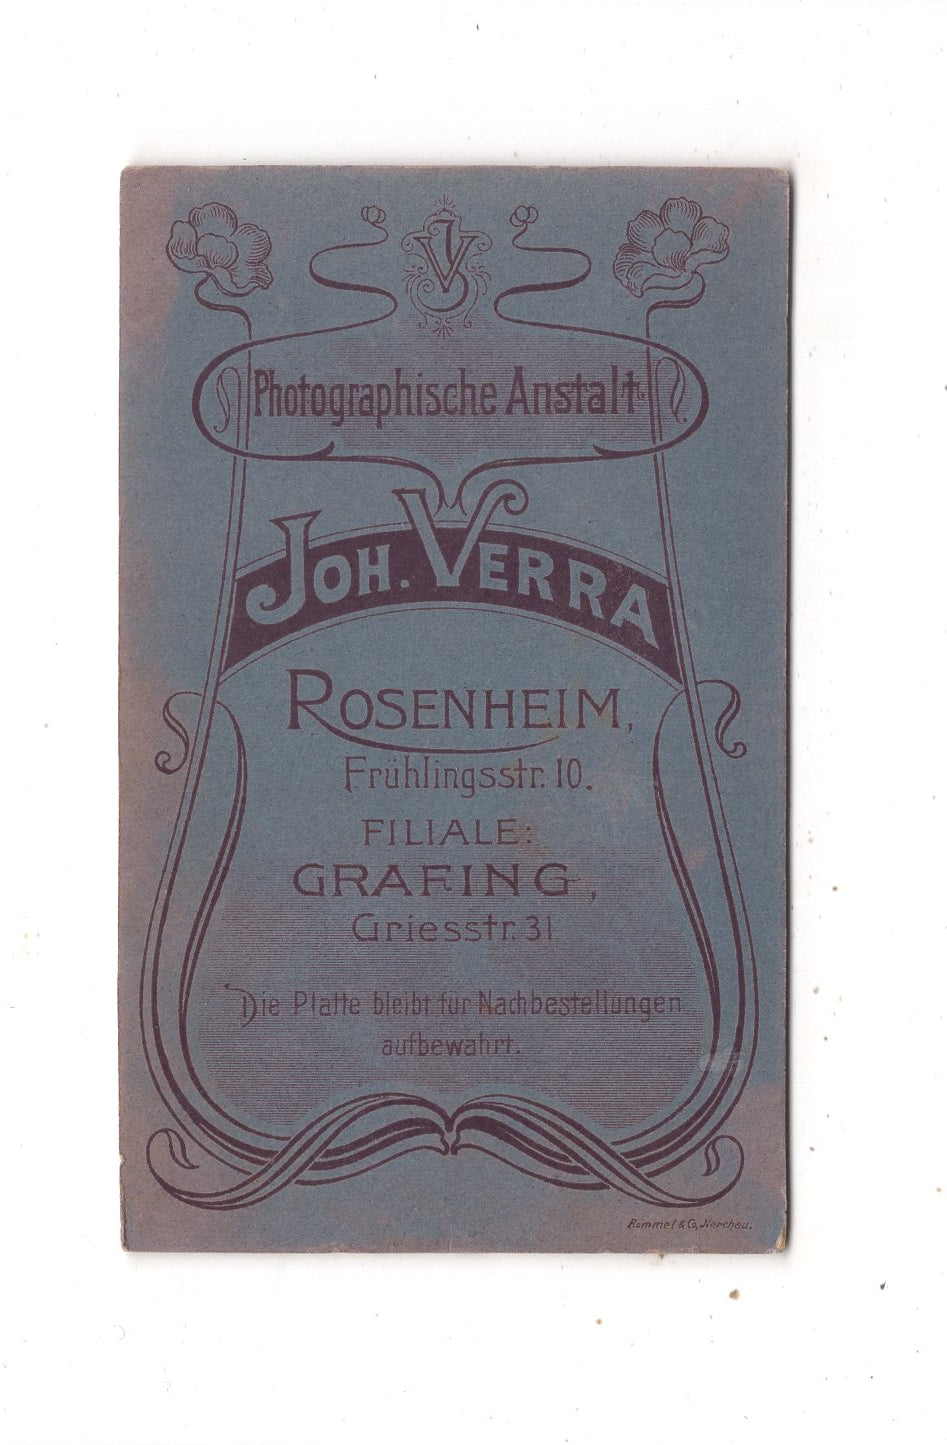 JV
Photographische Anstalt
JOH. VERRA
ROSENHEIM,
Frühlingsstr. 10.
FILIALE:
GRAFING,
Griesstr. 31
Die Platte bleibt für Nachbestellungen
aufbewahrt.
Rommel & Co, Nerchau.